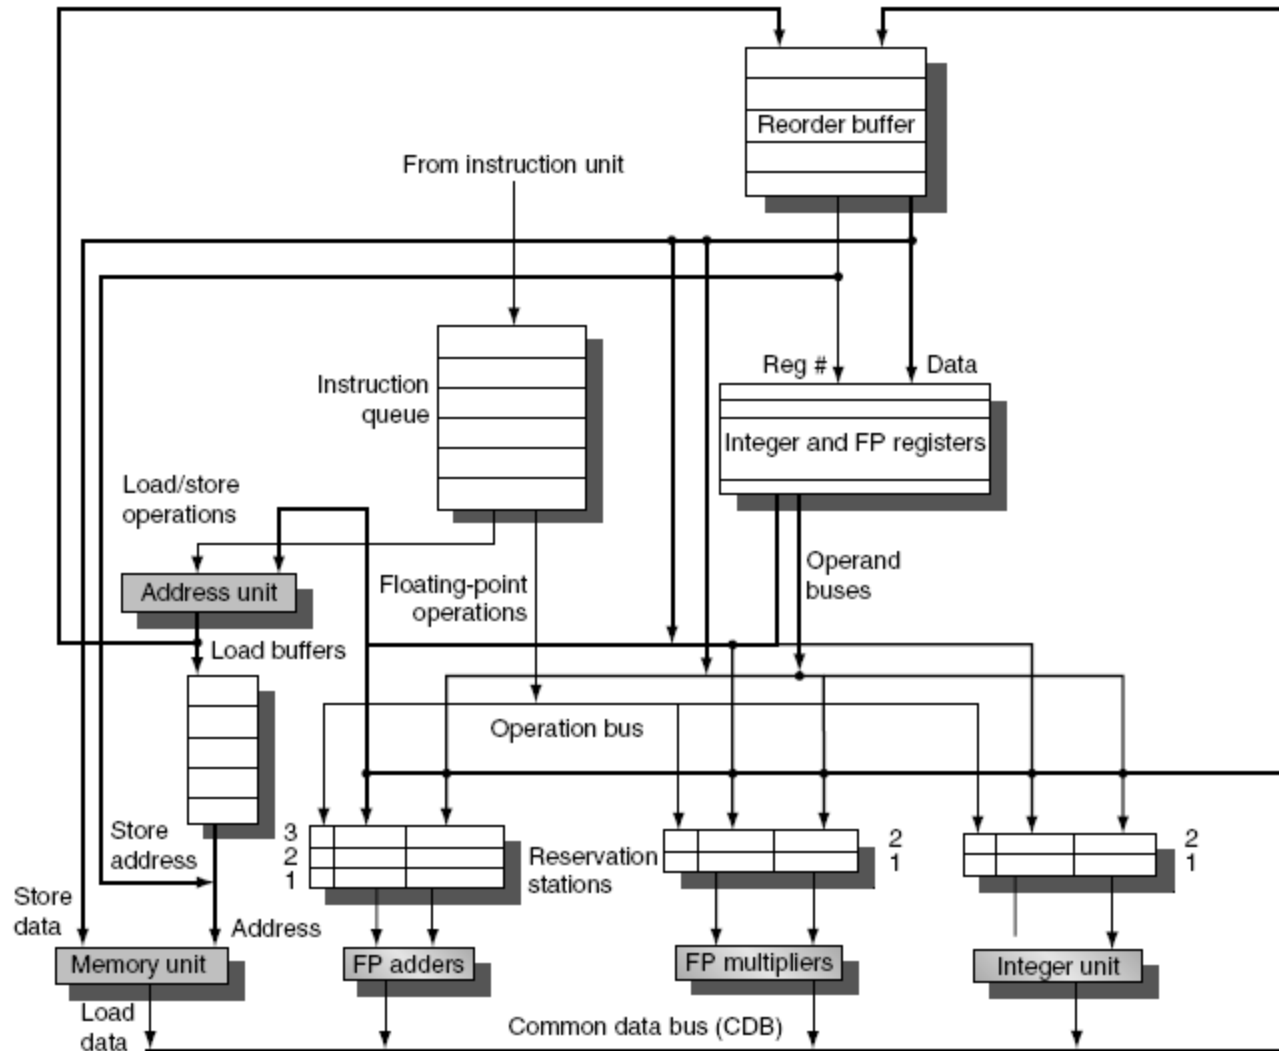 Reorder buffer
From instruction unit
Reg #
Data
Instruction
queue
Integer and FP registers
Load/store
operations
Operand
buses
Address unit
Floating-point
operations
Load buffers
Operation bus
Store
address
3
2
1
Reservation
stations
2
1
2
1
Store
data
Address
Memory unit
FP adders
FP multipliers
Integer unit
Load
data
Common data bus (CDB)